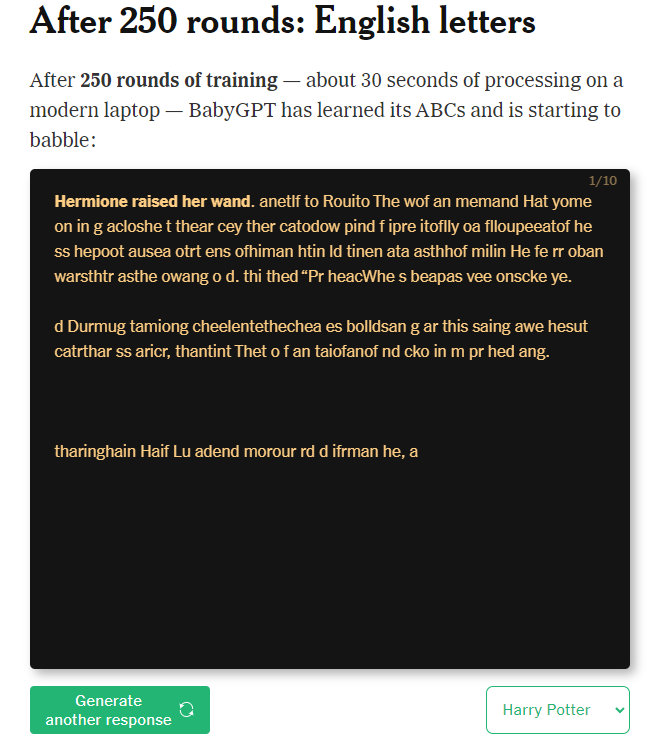 After 250 rounds: English letters
After 250 rounds of training — about 30 seconds of processing on a
modern laptop — BabyGPT has learned its ABCs and is starting to
babble:
1/10
Hermione raised her wand. anetlf to Rouito The wof an memand Hat yome
on in g acloshe t thear cey ther catodow pind f ipre itoflly oa flloupeeatof he
ss hepoot ausea otrt ens ofhiman htin ld tinen ata asthhof milin He fe rr oban
warsthtr asthe owang o d. thi thed “Pr heacWhe s beapas vee onscke ye.
d Durmug tamiong cheelentethechea es bolldsan g ar this saing awe hesut
catrthar ss aricr, thantint Thet o f an taiofanof nd cko in m pr hed ang.
tharinghain Haif Lu adend morour rd d ifrman he, a
Generate
another response
Harry Potter